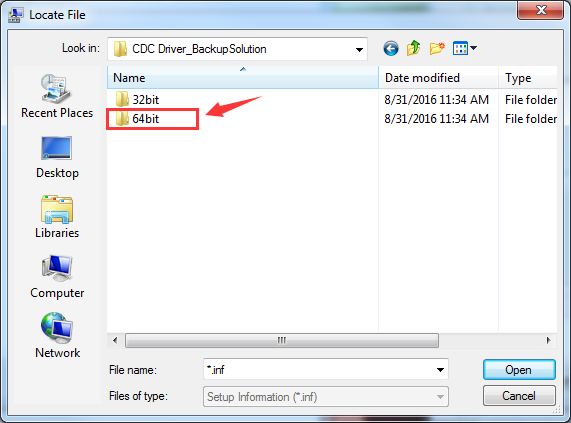 Locate File
Look in: CDC Driver_BackupSolution
Name Date modified Type
32bit 8/31/2016 11:34 AM File folder
64bit 8/31/2016 11:34 AM File folder
Recent Places
Desktop
Libraries
Computer
Network
File name: *.inf Open
Files of type: Setup Information (*.inf) Cancel